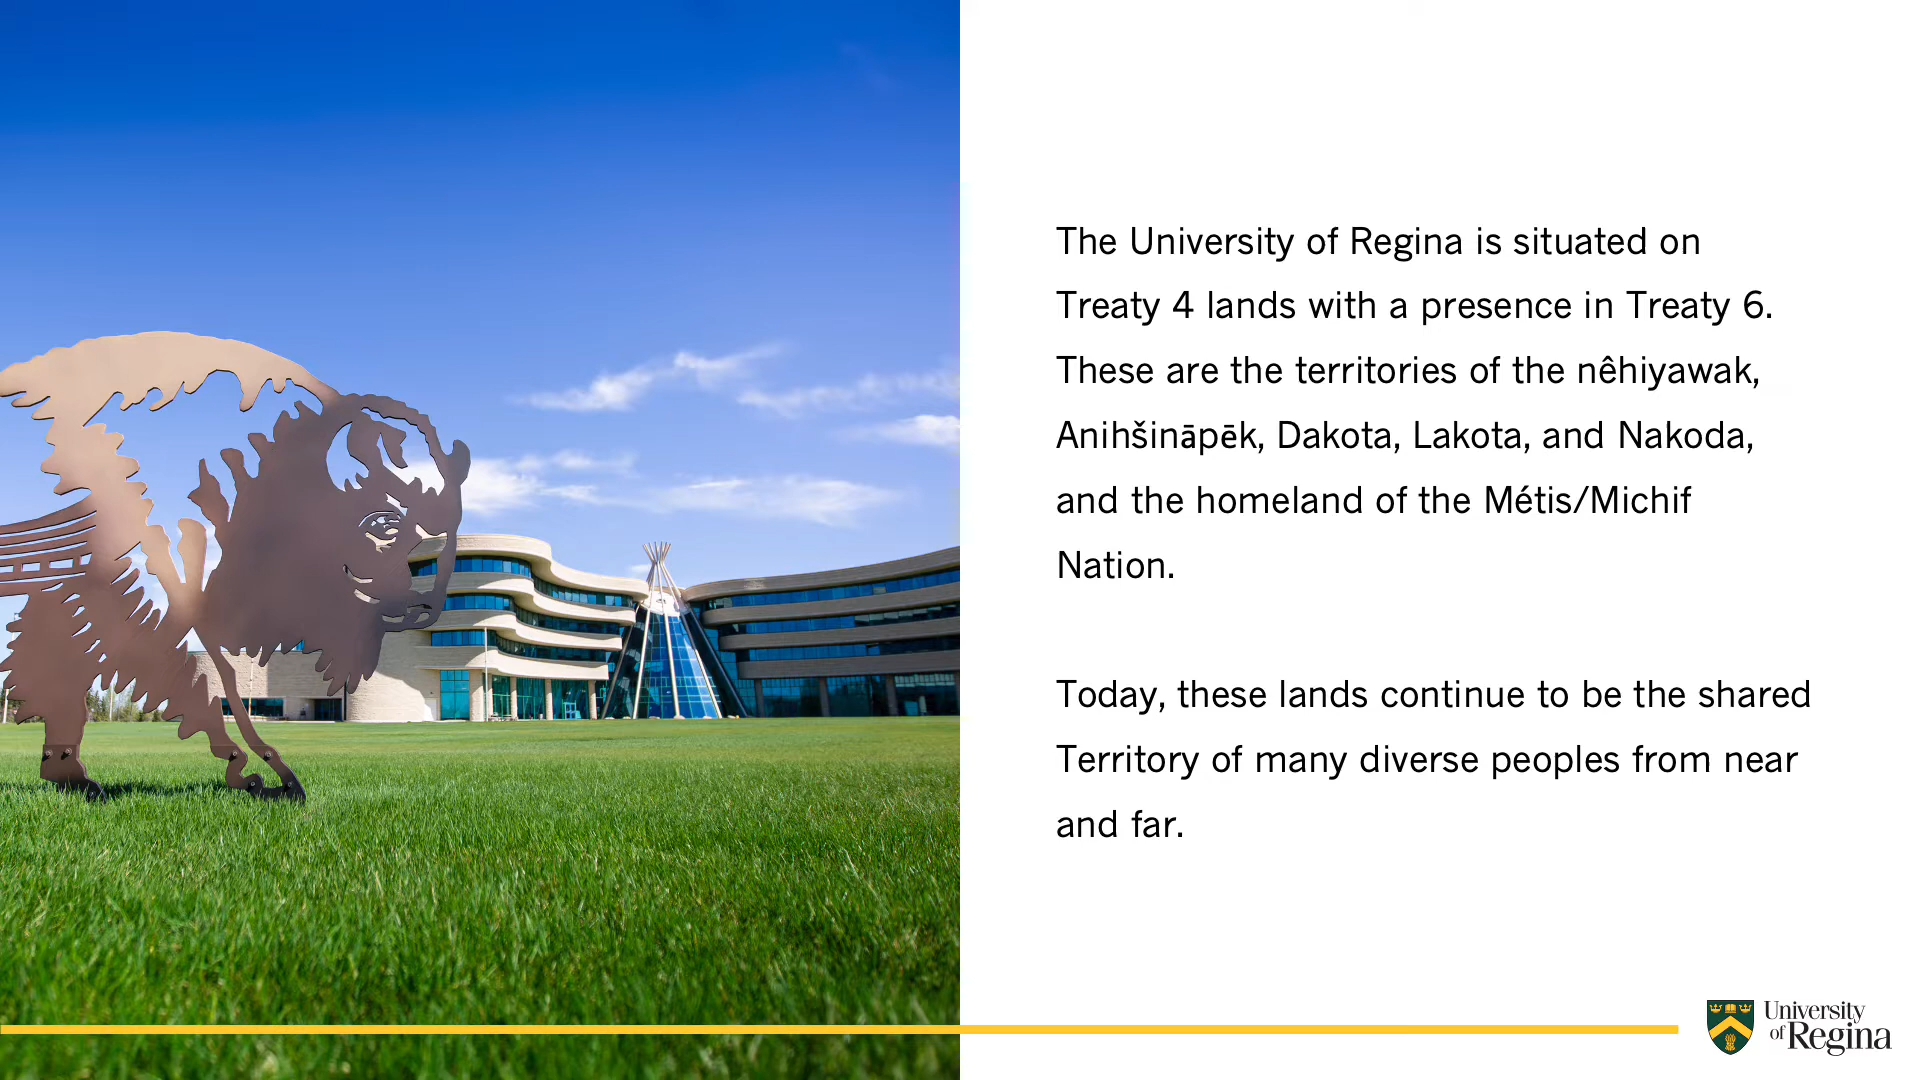 The University of Regina is situated on
Treaty 4 lands with a presence in Treaty 6.
These are the territories of the nêhiyawak,
Anihšināpēk, Dakota, Lakota, and Nakoda,
and the homeland of the Métis/Michif
Nation.
Today, these lands continue to be the shared
Territory of many diverse peoples from near
and far.
University
of Regina